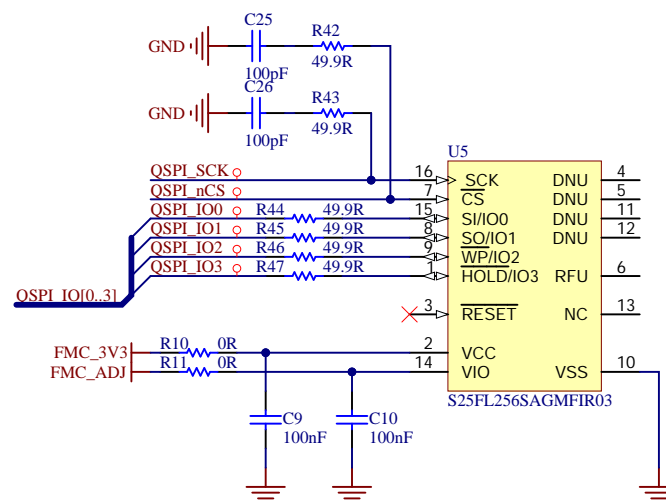 C25
R42
GND
100pF
49.9R
C26
R43
GND
100pF
49.9R
U5
QSPI_SCK
16
SCK
DNU
4
QSPI_nCS
7
CS
DNU
5
QSPI_IO0
R44
49.9R
15
SI/IO0
DNU
11
QSPI_IO1
R45
49.9R
8
SO/IO1
DNU
12
QSPI_IO2
R46
49.9R
9
WP/IO2
QSPI_IO3
R47
49.9R
1
HOLD/IO3
RFU
6
QSPI_IO[0..3]
3
RESET
NC
13
FMC_3V3
R10
0R
2
VCC
FMC_ADJ
R11
0R
14
VIO
VSS
10
S25FL256SAGMFIR03
C9
100nF
C10
100nF